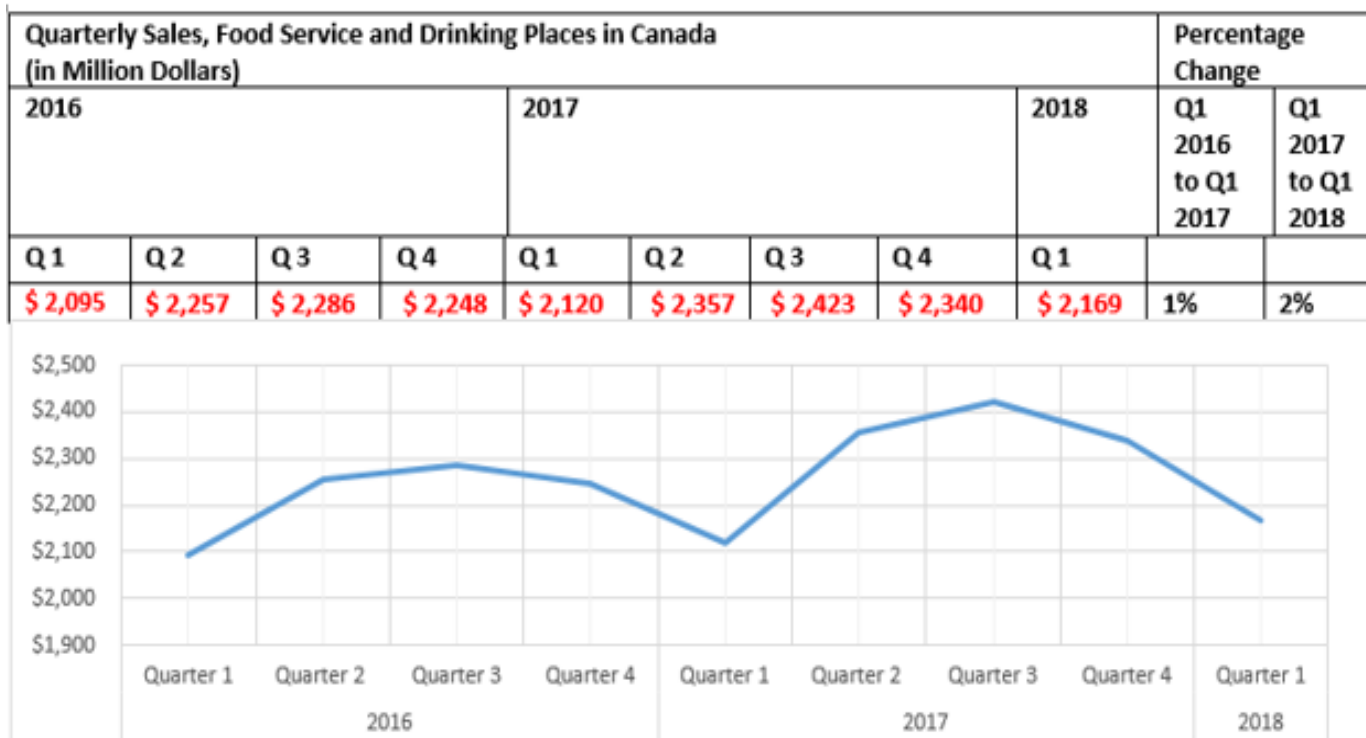 Quarterly Sales, Food Service and Drinking Places in Canada
(in Million Dollars)
Percentage
Change
2016
2017
2018
Q1
2016
to Q1
2017
Q1
2017
to Q1
2018
Q 1 Q 2 Q 3 Q 4 Q 1 Q 2 Q 3 Q 4 Q 1
$ 2,095 $ 2,257 $ 2,286 $ 2,248 $ 2,120 $ 2,357 $ 2,423 $ 2,340 $ 2,169 1% 2%
$2,500
$2,400
$2,300
$2,200
$2,100
$2,000
$1,900
Quarter 1 Quarter 2 Quarter 3 Quarter 4 Quarter 1 Quarter 2 Quarter 3 Quarter 4 Quarter 1
2016 2017 2018